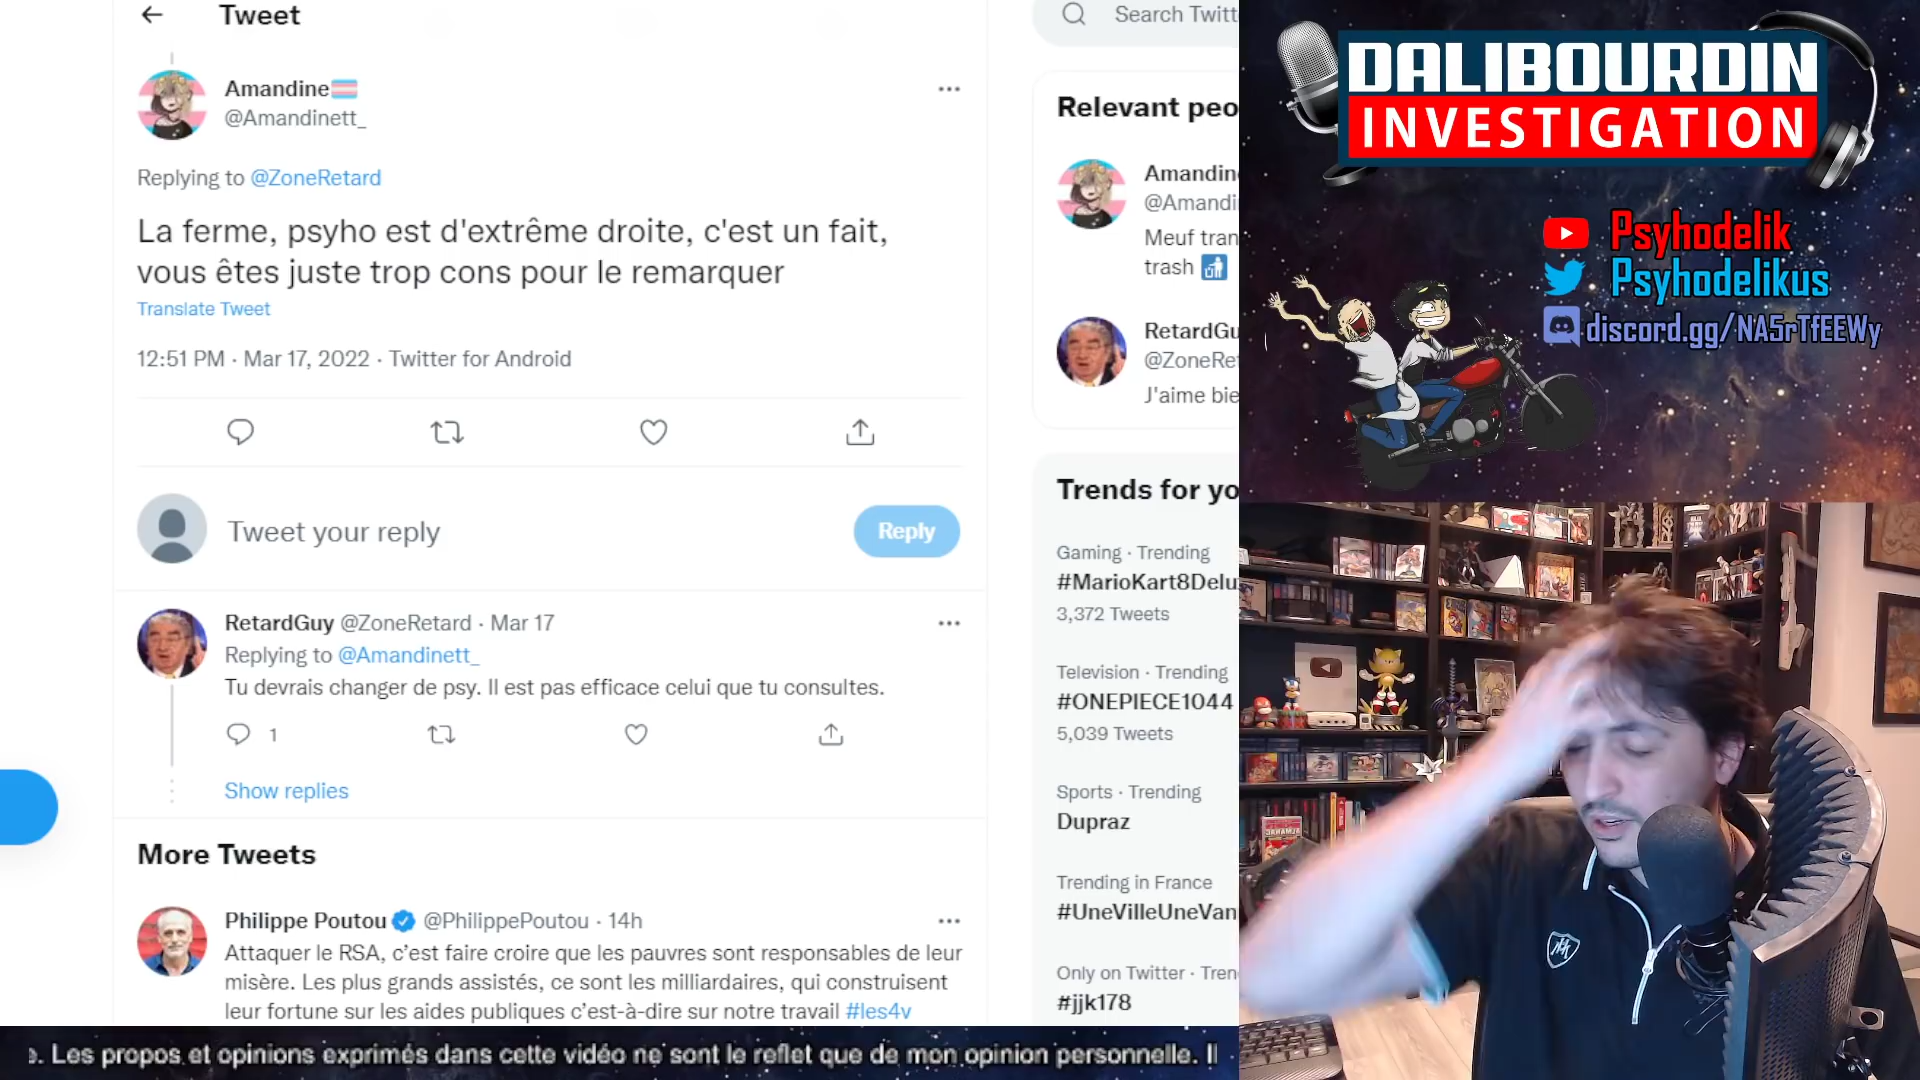 Tweet
Amandine
@Amandinett_
Replying to @ZoneRetard
La ferme, psyho est d'extrême droite, c'est un fait,
vous êtes juste trop cons pour le remarquer
Translate Tweet
12:51 PM · Mar 17, 2022 · Twitter for Android
Tweet your reply
Reply
RetardGuy @ZoneRetard · Mar 17
Replying to @Amandinett_
Tu devrais changer de psy. Il est pas efficace celui que tu consultes.
1
Show replies
More Tweets
Philippe Poutou @PhilippePoutou · 14h
Attaquer le RSA, c’est faire croire que les pauvres sont responsables de leur
misère. Les plus grands assistés, ce sont les milliardaires, qui construisent
leur fortune sur les aides publiques c’est-à-dire sur notre travail #les4v
Search Twitt
Relevant peo
Amandin
@Amandi
Meuf tran
trash
RetardGu
@ZoneRet
J'aime bie
Trends for yo
Gaming · Trending
#MarioKart8Delu
3,372 Tweets
Television · Trending
#ONEPIECE1044
5,039 Tweets
Sports · Trending
Dupraz
Trending in France
#UneVilleUneVan
Only on Twitter · Tren
#jjk178
DALIBOURDIN
INVESTIGATION
Psyhodelik
Psyhodelikus
discord.gg/NA5rTfEEWy
e. Les propos et opinions exprimés dans cette vidéo ne sont le reflet que de mon opinion personnelle. Il